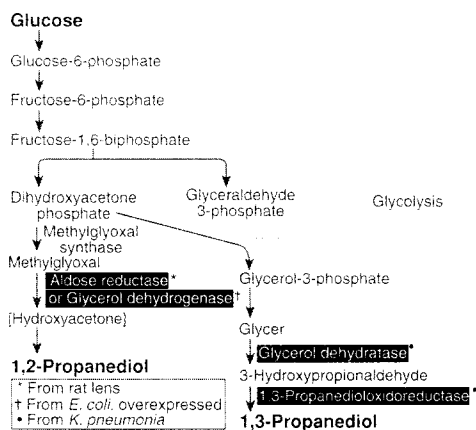 Glucose
Glucose-6-phosphate
Fructose-6-phosphate
Fructose-1,6-biphosphate
Dihydroxyacetone
phosphate
Glyceraldehyde
3-phosphate
Glycolysis
Methylglyoxal
synthase
Methylglyoxal
Aldose reductase*
or Glycerol dehydrogenase†
[Hydroxyacetone]
1,2-Propanediol
Glycerol-3-phosphate
Glycer
Glycerol dehydratase•
3-Hydroxypropionaldehyde
1,3-Propanedioloxidoreductase•
1,3-Propanediol
* From rat lens
† From E. coli, overexpressed
• From K. pneumonia